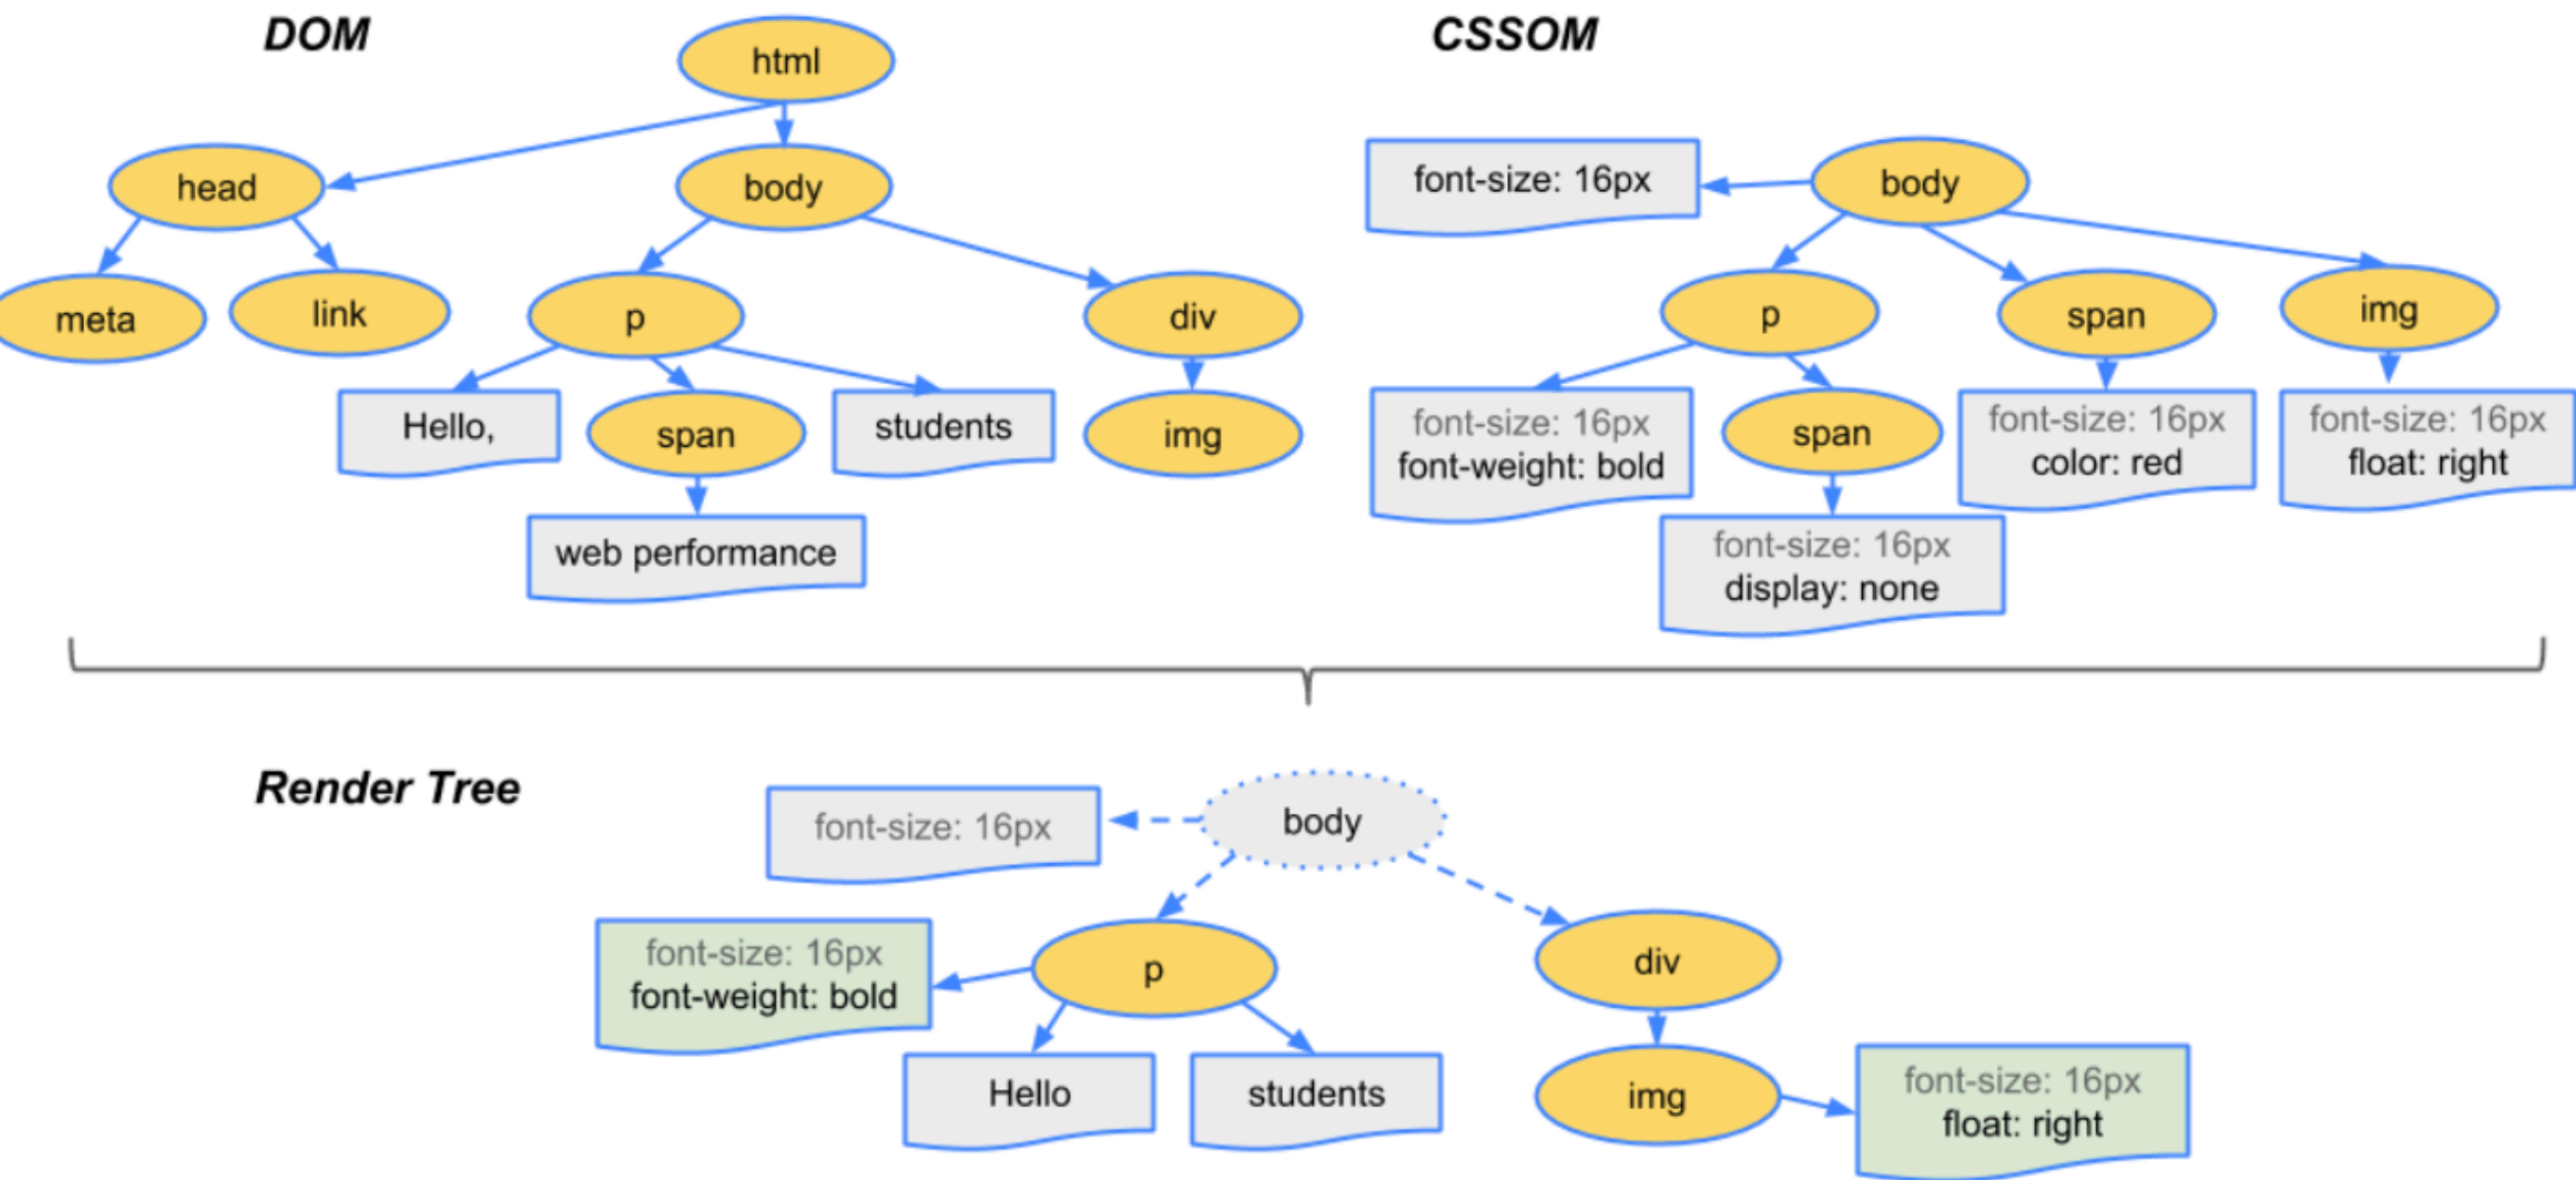 DOM
html
head
body
meta
link
p
div
Hello,
span
students
img
web performance
CSSOM
font-size: 16px
body
p
span
img
font-size: 16px
font-weight: bold
span
font-size: 16px
color: red
font-size: 16px
float: right
font-size: 16px
display: none
Render Tree
font-size: 16px
body
font-size: 16px
font-weight: bold
p
div
Hello
students
img
font-size: 16px
float: right